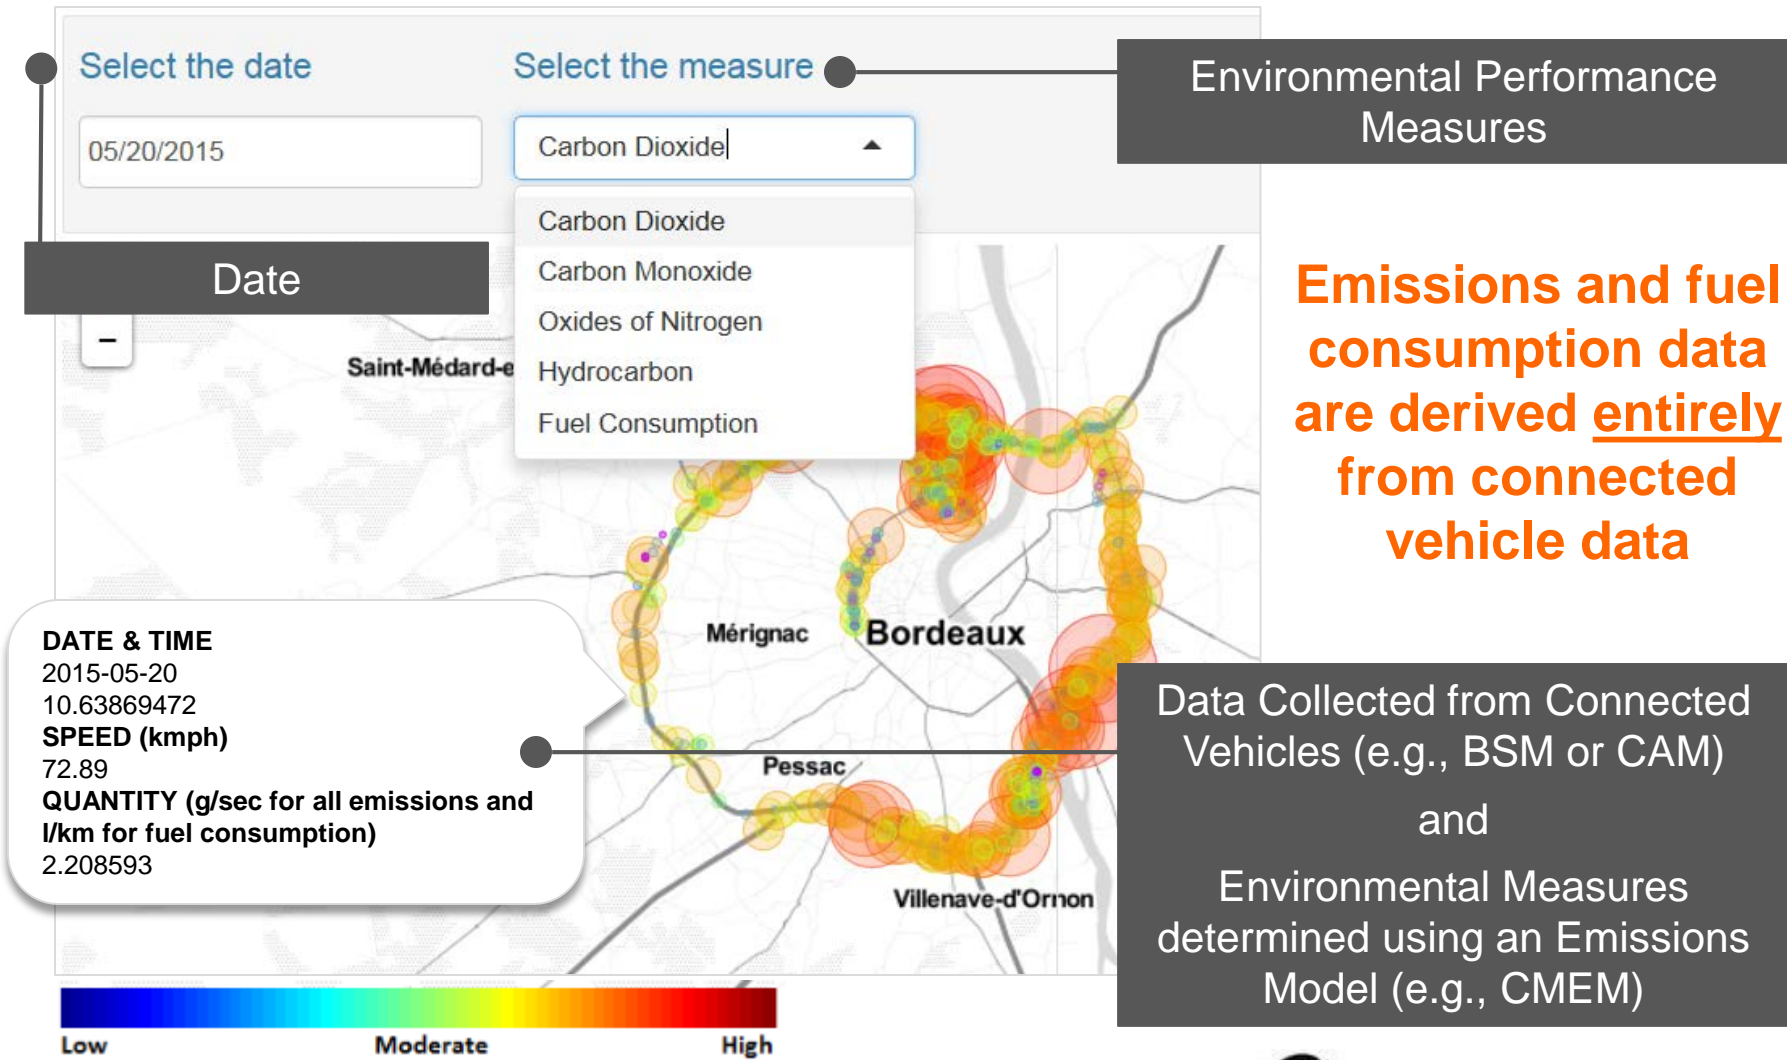 Select the date
Select the measure
05/20/2015
Carbon Dioxide
Carbon Dioxide
Carbon Monoxide
Oxides of Nitrogen
Hydrocarbon
Fuel Consumption
Environmental Performance
Measures
Date
−
Emissions and fuel
consumption data
are derived entirely
from connected
vehicle data
Saint-Médard-e
Mérignac
Bordeaux
Pessac
Villenave-d'Ornon
DATE & TIME
2015-05-20
10.63869472
SPEED (kmph)
72.89
QUANTITY (g/sec for all emissions and
l/km for fuel consumption)
2.208593
Data Collected from Connected
Vehicles (e.g., BSM or CAM)
and
Environmental Measures
determined using an Emissions
Model (e.g., CMEM)
Low
Moderate
High